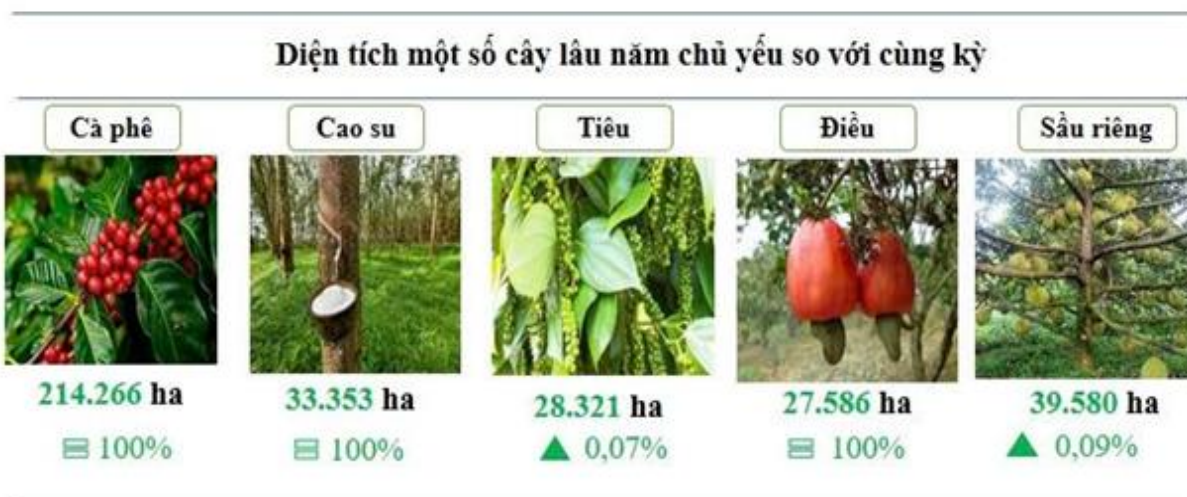 Diện tích một số cây lâu năm chủ yếu so với cùng kỳ
Cà phê
Cao su
Tiêu
Điều
Sầu riêng
214.266 ha
33.353 ha
28.321 ha
27.586 ha
39.580 ha
100%
100%
0,07%
100%
0,09%